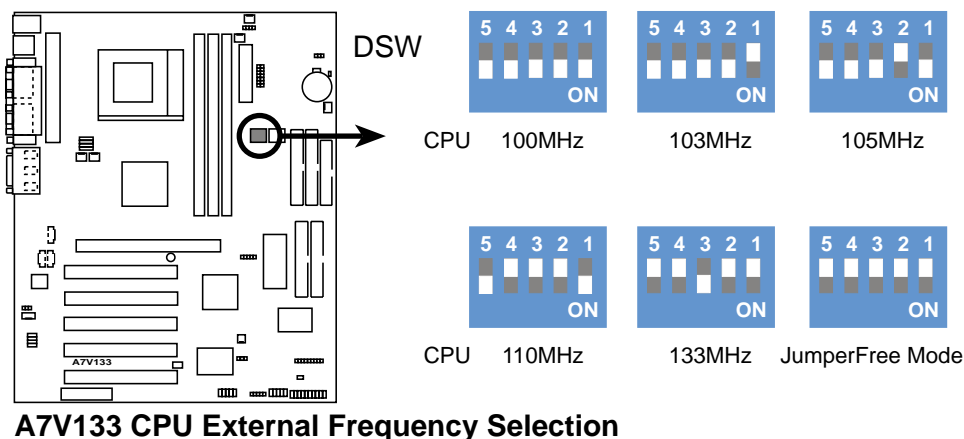 DSW
5 4 3 2 1
ON
5 4 3 2 1
ON
5 4 3 2 1
ON
CPU 100MHz 103MHz 105MHz
5 4 3 2 1
ON
5 4 3 2 1
ON
5 4 3 2 1
ON
CPU 110MHz 133MHz JumperFree Mode
A7V133
A7V133 CPU External Frequency Selection